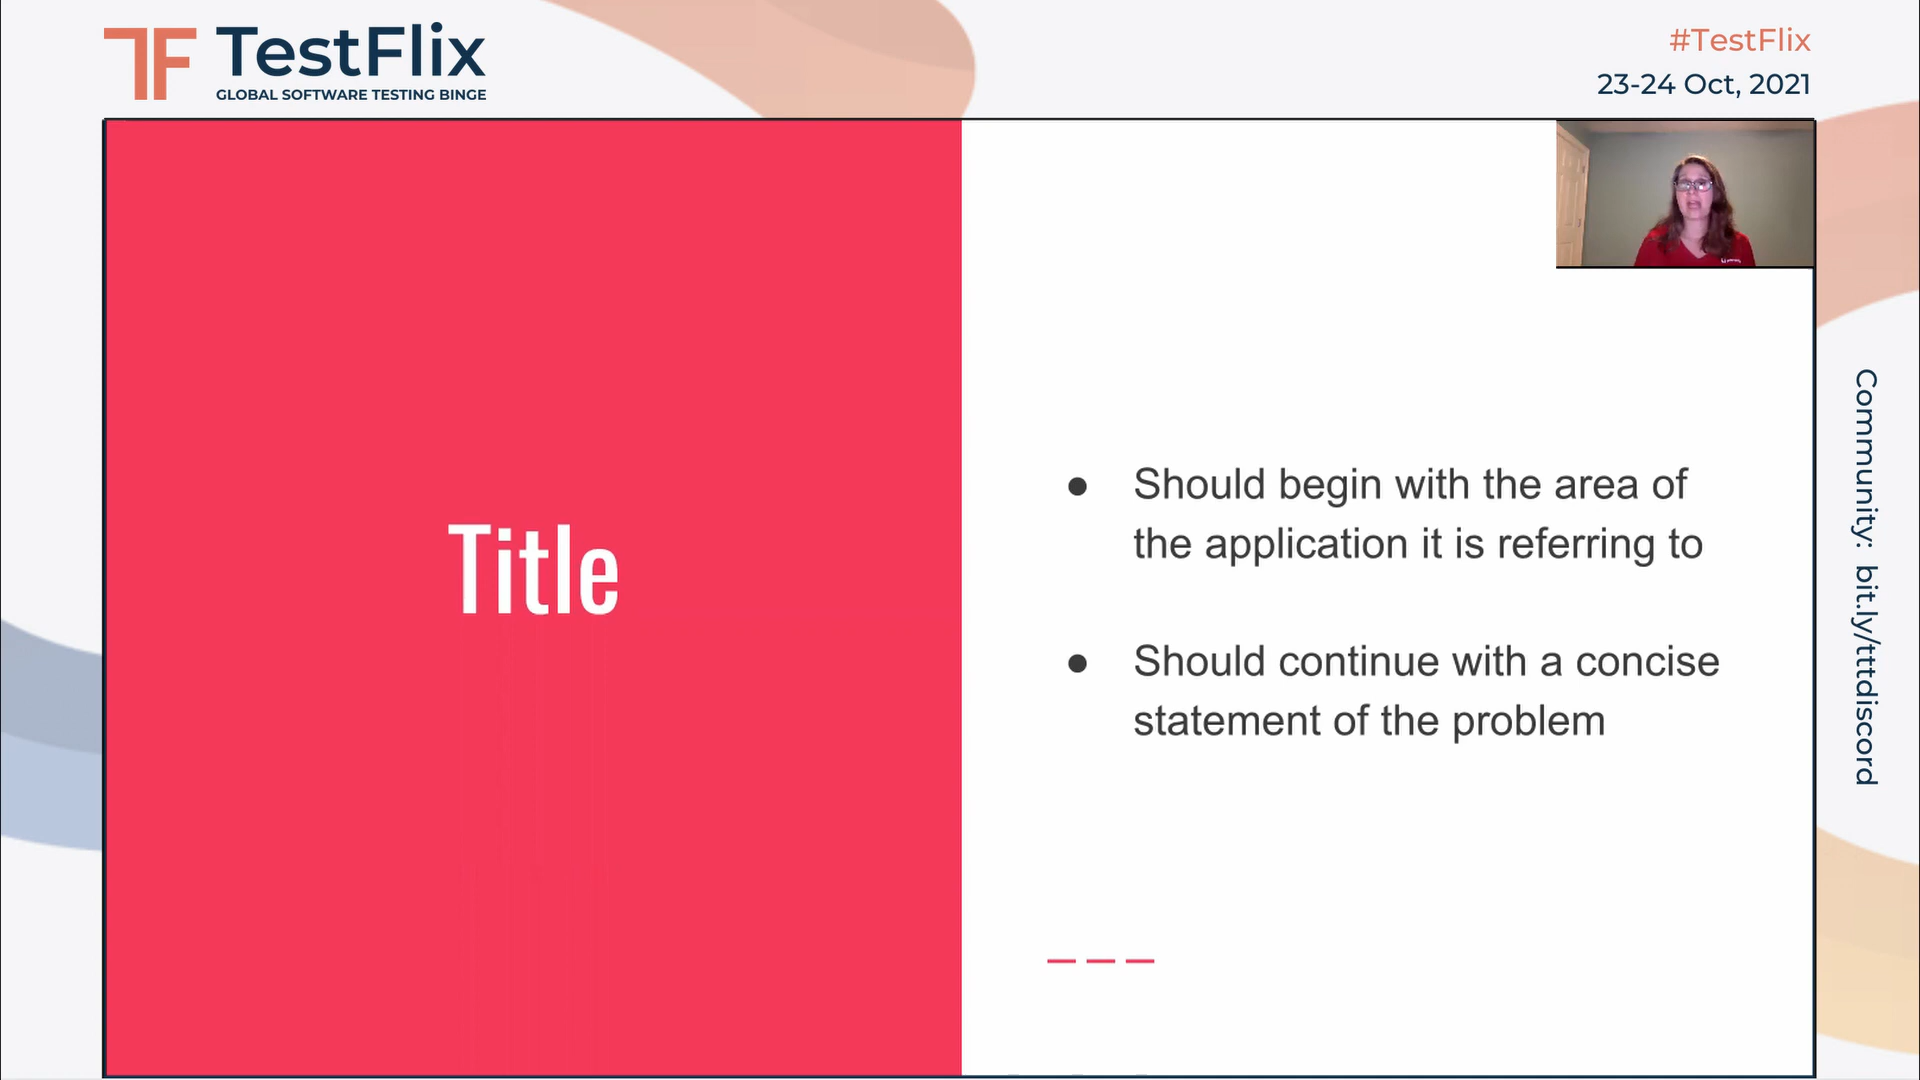 TF TestFlix
GLOBAL SOFTWARE TESTING BINGE
#TestFlix
23-24 Oct, 2021
Title
● Should begin with the area of
the application it is referring to
● Should continue with a concise
statement of the problem
Community: bit.ly/tttdiscord